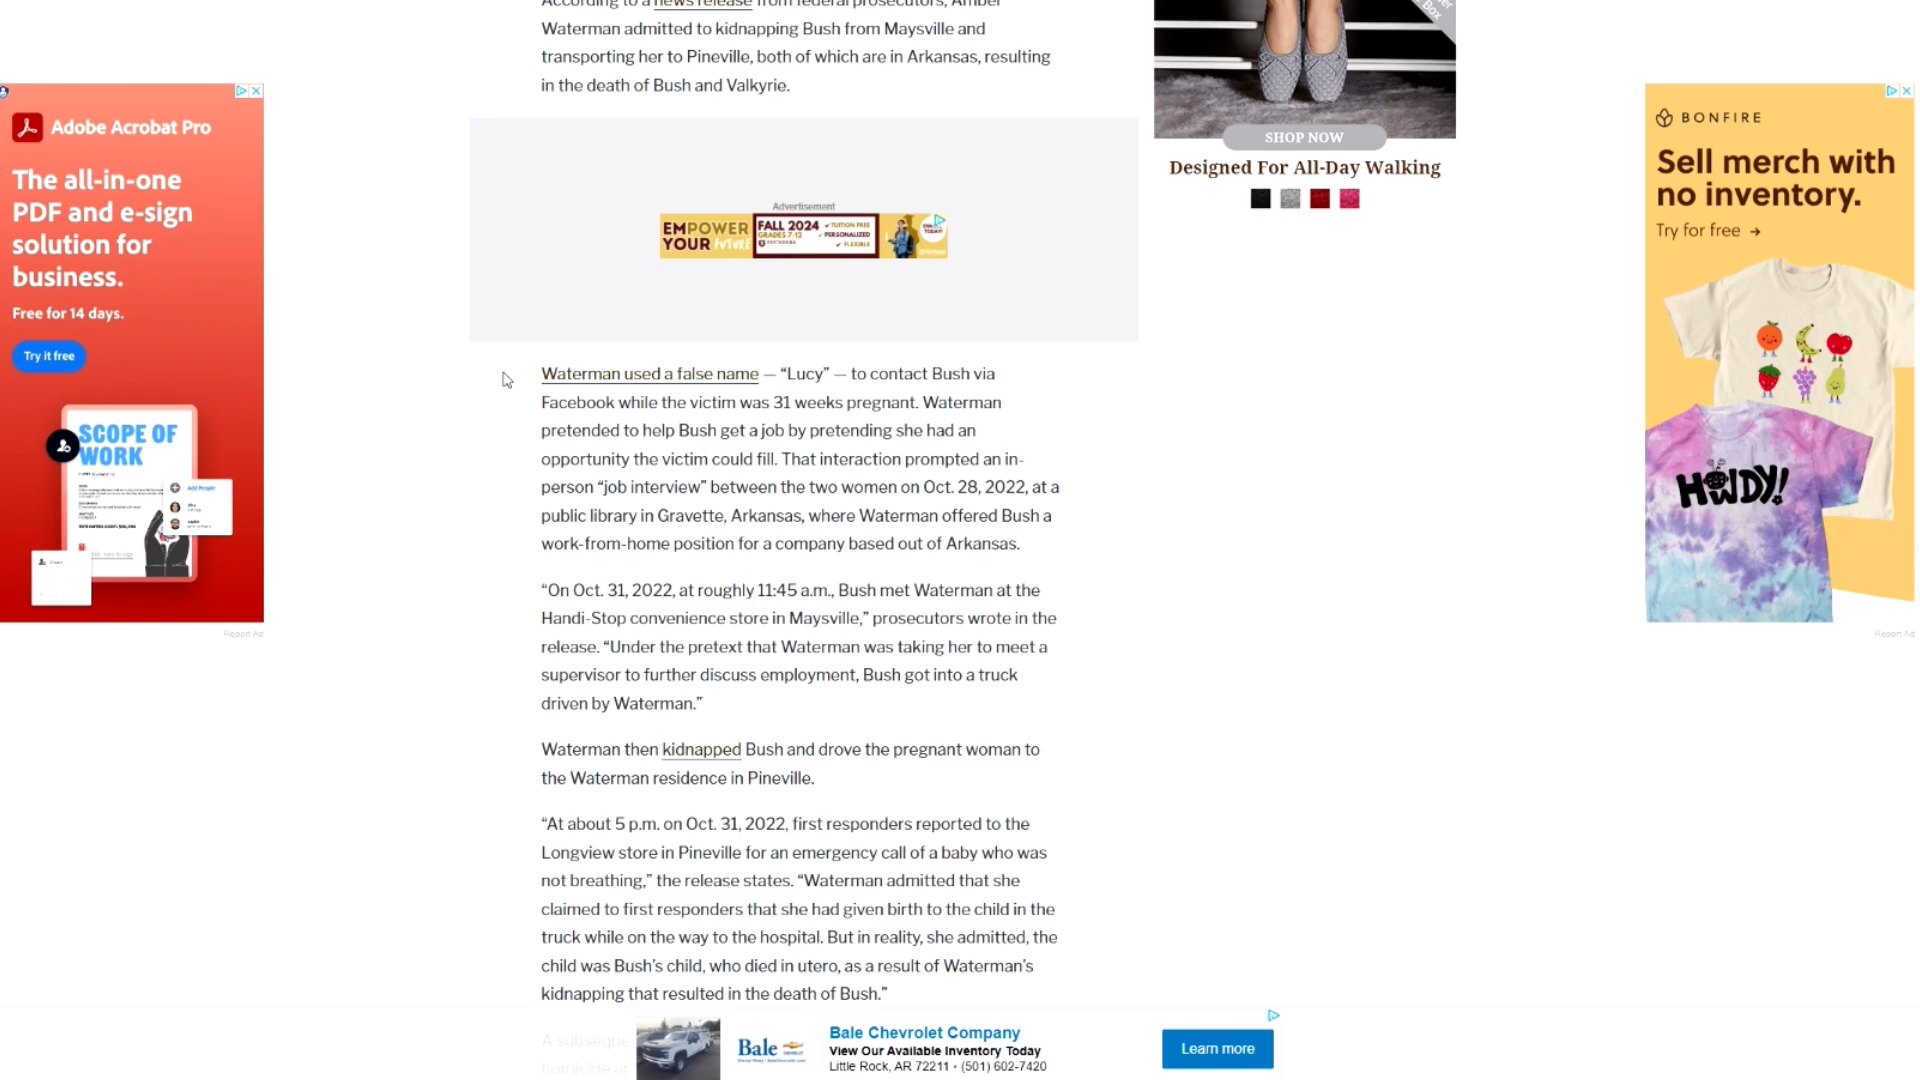 According to a news release from federal prosecutors, Amber
Waterman admitted to kidnapping Bush from Maysville and
transporting her to Pineville, both of which are in Arkansas, resulting
in the death of Bush and Valkyrie.
Adobe Acrobat Pro
The all-in-one
PDF and e-sign
solution for
business.
Free for 14 days.
Try it free
SCOPE OF
WORK
Add People
Report Ad
Advertisement
EMPOWER
YOUR FUTURE
FALL 2024
GRADES 7-12
FOUNDERS
✓ TUITION FREE
✓ PERSONALIZED
✓ FLEXIBLE
TODAY!
Box
SHOP NOW
Designed For All-Day Walking
BONFIRE
Sell merch with
no inventory.
Try for free →
HOWDY!
Report Ad
Waterman used a false name — “Lucy” — to contact Bush via
Facebook while the victim was 31 weeks pregnant. Waterman
pretended to help Bush get a job by pretending she had an
opportunity the victim could fill. That interaction prompted an in-
person “job interview” between the two women on Oct. 28, 2022, at a
public library in Gravette, Arkansas, where Waterman offered Bush a
work-from-home position for a company based out of Arkansas.
“On Oct. 31, 2022, at roughly 11:45 a.m., Bush met Waterman at the
Handi-Stop convenience store in Maysville,” prosecutors wrote in the
release. “Under the pretext that Waterman was taking her to meet a
supervisor to further discuss employment, Bush got into a truck
driven by Waterman.”
Waterman then kidnapped Bush and drove the pregnant woman to
the Waterman residence in Pineville.
“At about 5 p.m. on Oct. 31, 2022, first responders reported to the
Longview store in Pineville for an emergency call of a baby who was
not breathing,” the release states. “Waterman admitted that she
claimed to first responders that she had given birth to the child in the
truck while on the way to the hospital. But in reality, she admitted, the
child was Bush’s child, who died in utero, as a result of Waterman’s
kidnapping that resulted in the death of Bush.”
A subseque
homicide ar
Bale
CHEVROLET
Bale Chevrolet Company
View Our Available Inventory Today
Little Rock, AR 72211 • (501) 602-7420
Learn more